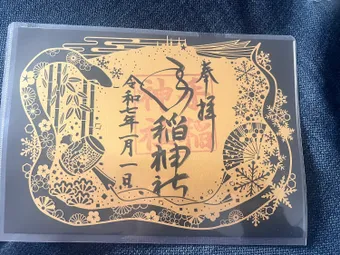 奉拝
稲神社
令和七年一月一日